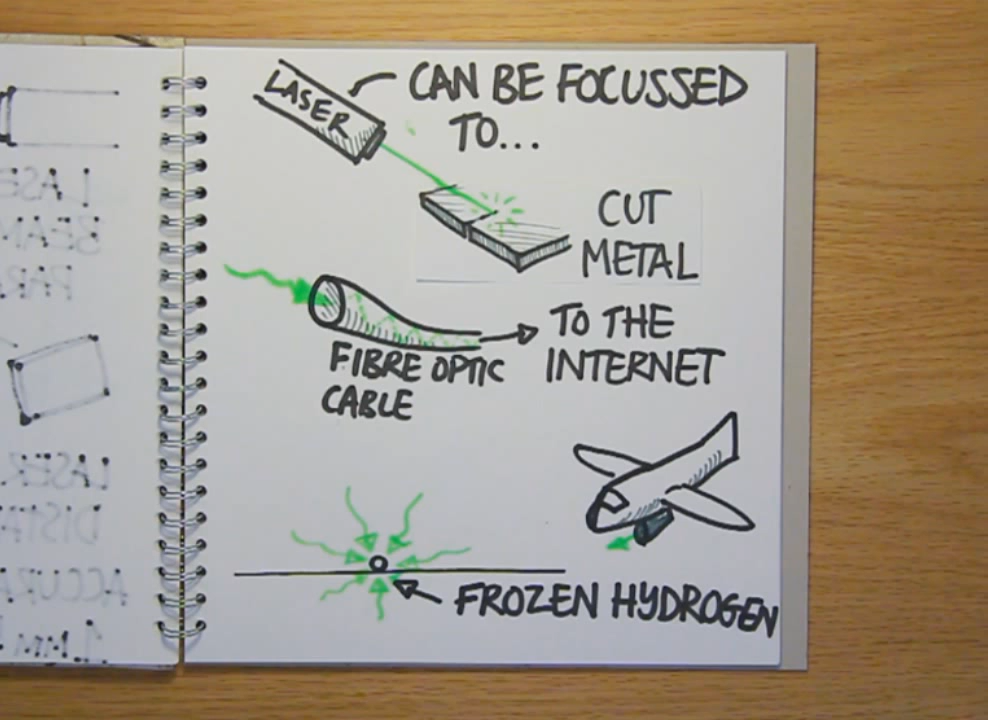 LASER
CAN BE FOCUSSED
TO...
CUT
METAL
FIBRE OPTIC
CABLE
TO THE
INTERNET
FROZEN HYDROGEN